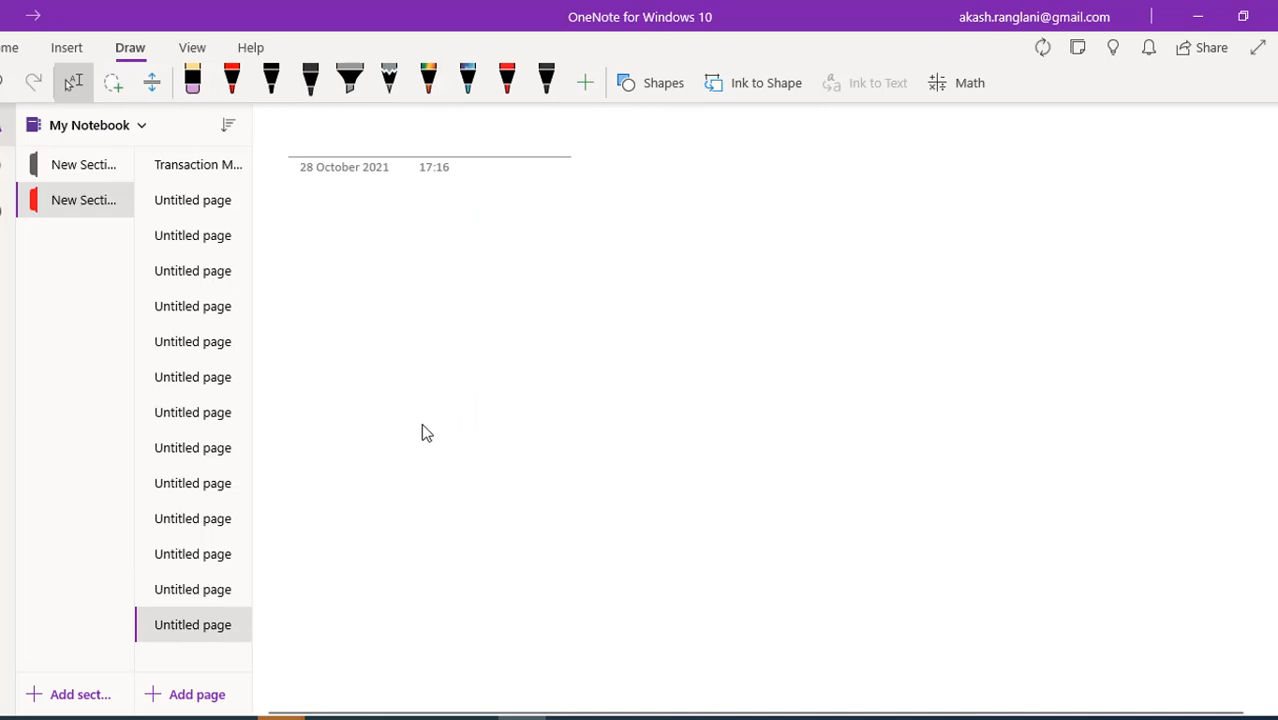 OneNote for Windows 10
akash.ranglani@gmail.com
ome
Insert
Draw
View
Help
Share
Shapes
Ink to Shape
Ink to Text
Math
My Notebook
New Secti...
Transaction M...
28 October 2021 17:16
New Secti...
Untitled page
Untitled page
Untitled page
Untitled page
Untitled page
Untitled page
Untitled page
Untitled page
Untitled page
Untitled page
Untitled page
Untitled page
Untitled page
Add sect...
Add page